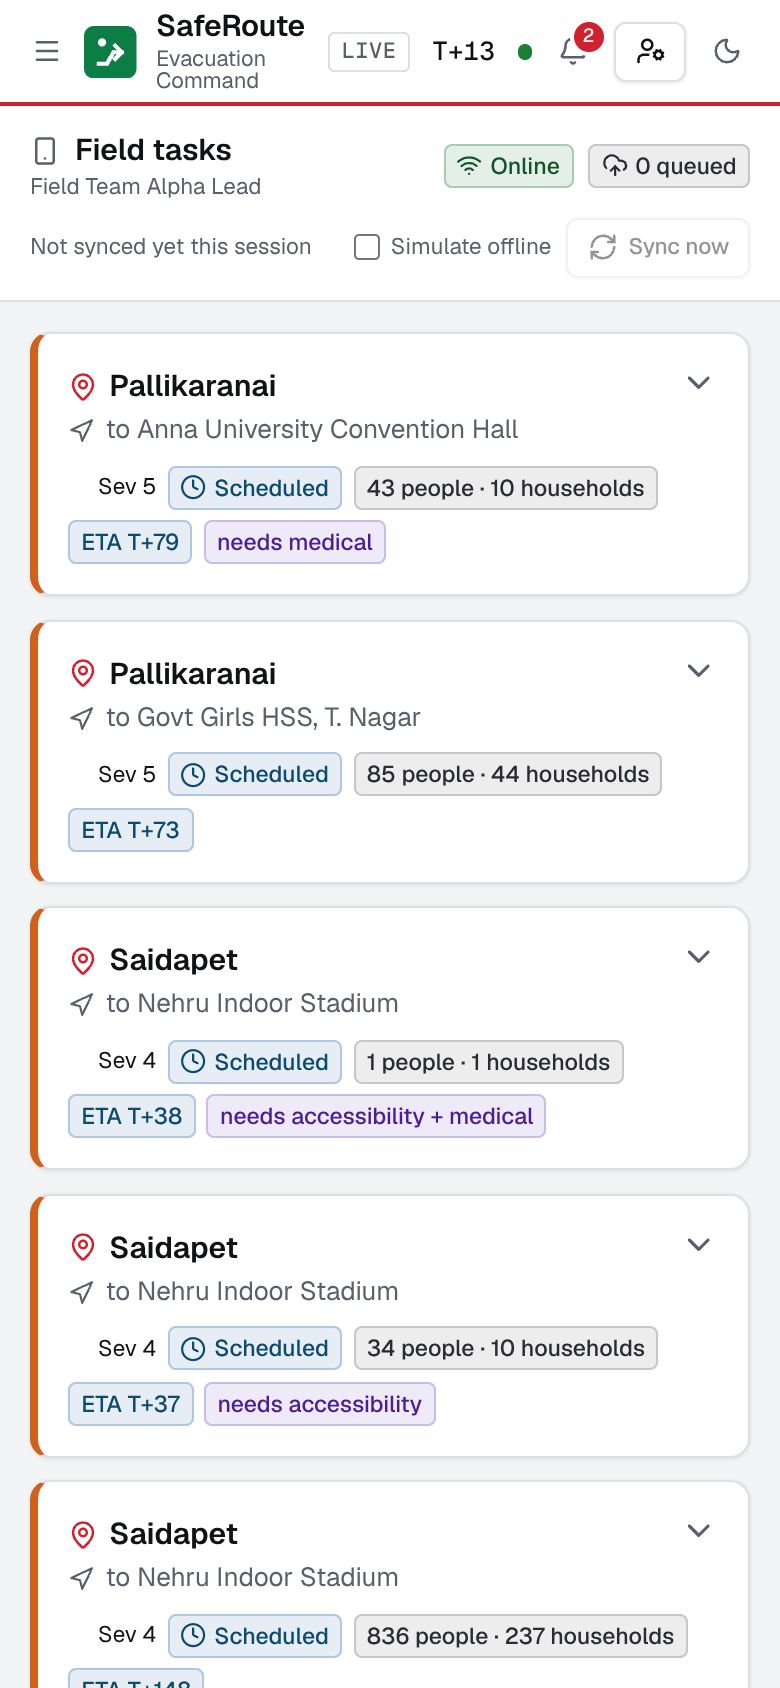 SafeRoute
Evacuation
Command
LIVE
T+13
2
Field tasks
Field Team Alpha Lead
Online
0 queued
Not synced yet this session
Simulate offline
Sync now
Pallikaranai
to Anna University Convention Hall
Sev 5
Scheduled
43 people · 10 households
ETA T+79
needs medical
Pallikaranai
to Govt Girls HSS, T. Nagar
Sev 5
Scheduled
85 people · 44 households
ETA T+73
Saidapet
to Nehru Indoor Stadium
Sev 4
Scheduled
1 people · 1 households
ETA T+38
needs accessibility + medical
Saidapet
to Nehru Indoor Stadium
Sev 4
Scheduled
34 people · 10 households
ETA T+37
needs accessibility
Saidapet
to Nehru Indoor Stadium
Sev 4
Scheduled
836 people · 237 households
ETA T+148